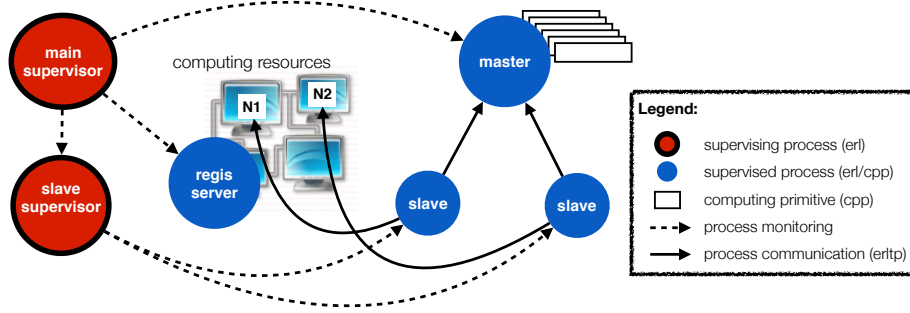 main
supervisor
computing resources
N1
N2
master
regis
server
slave
supervisor
slave
slave
Legend:
supervising process (erl)
supervised process (erl/cpp)
computing primitive (cpp)
process monitoring
process communication (erltp)